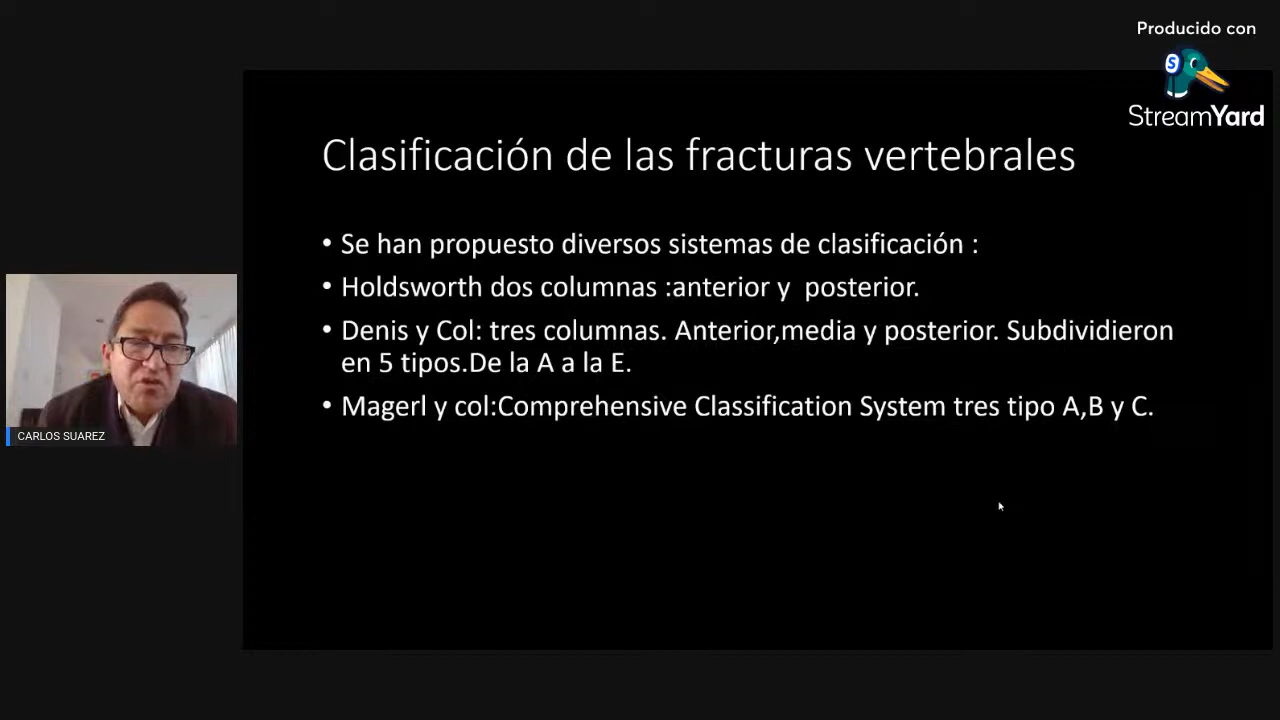 Producido con
StreamYard
Clasificación de las fracturas vertebrales
• Se han propuesto diversos sistemas de clasificación :
• Holdsworth dos columnas :anterior y  posterior.
• Denis y Col: tres columnas. Anterior,media y posterior. Subdividieron
en 5 tipos.De la A a la E.
• Magerl y col:Comprehensive Classification System tres tipo A,B y C.
CARLOS SUAREZ